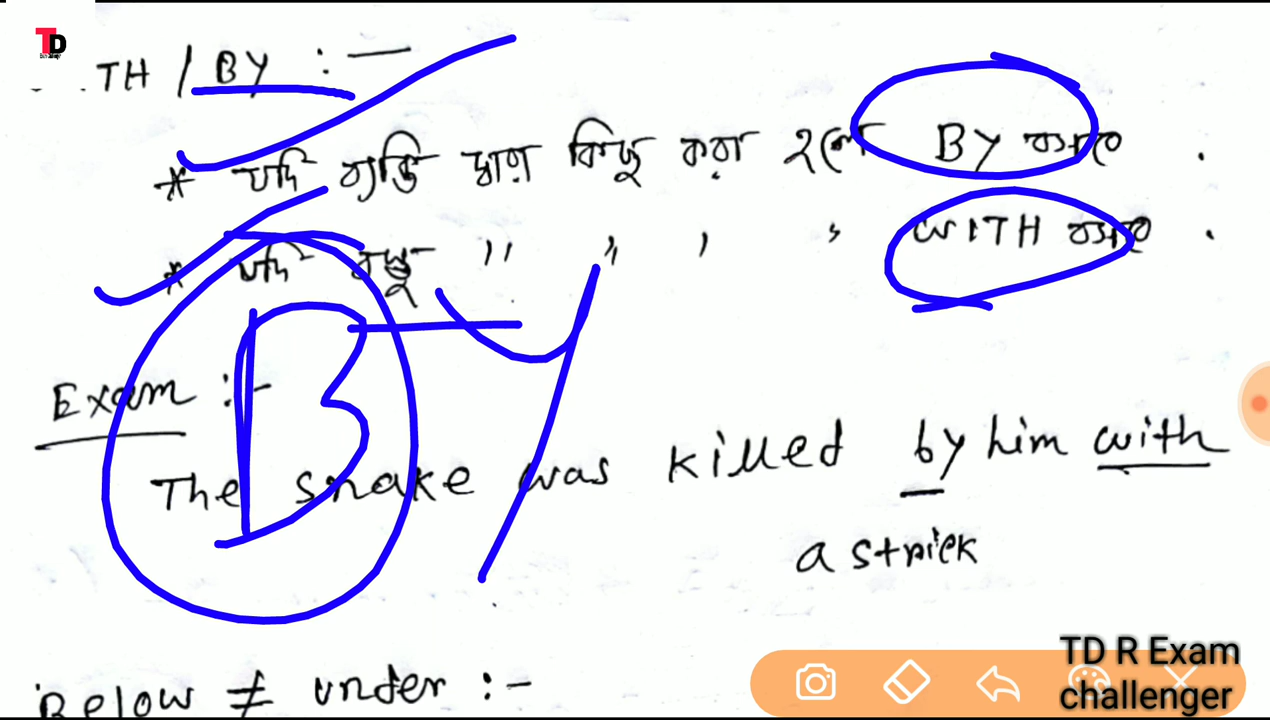 TD
TH / BY :-
* যদি ব্যক্তি দ্বারা কিছু করা হলে BY বসবে .
* যদি বস্তু " " " " WITH বসবে .
BY
Exam :-
The snake was killed by him with
a strick
Below ≠ under :-
TD R Exam
challenger